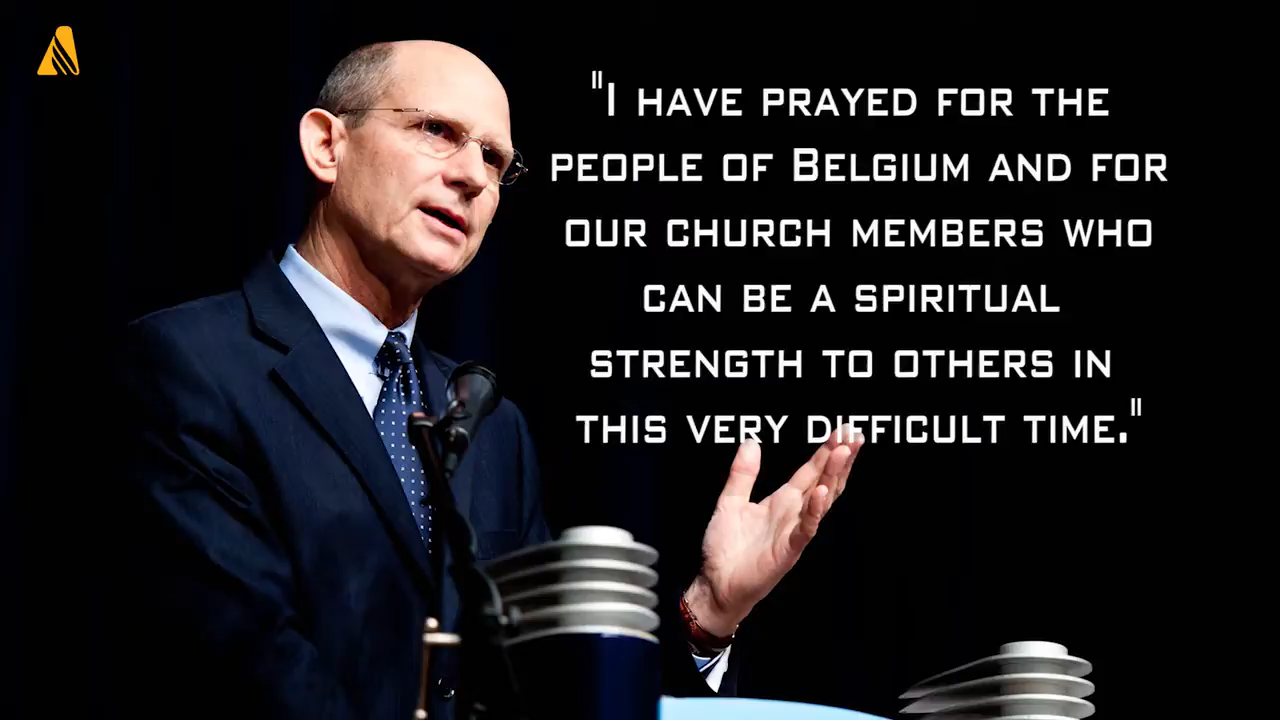 "I HAVE PRAYED FOR THE
PEOPLE OF BELGIUM AND FOR
OUR CHURCH MEMBERS WHO
CAN BE A SPIRITUAL
STRENGTH TO OTHERS IN
THIS VERY DIFFICULT TIME."